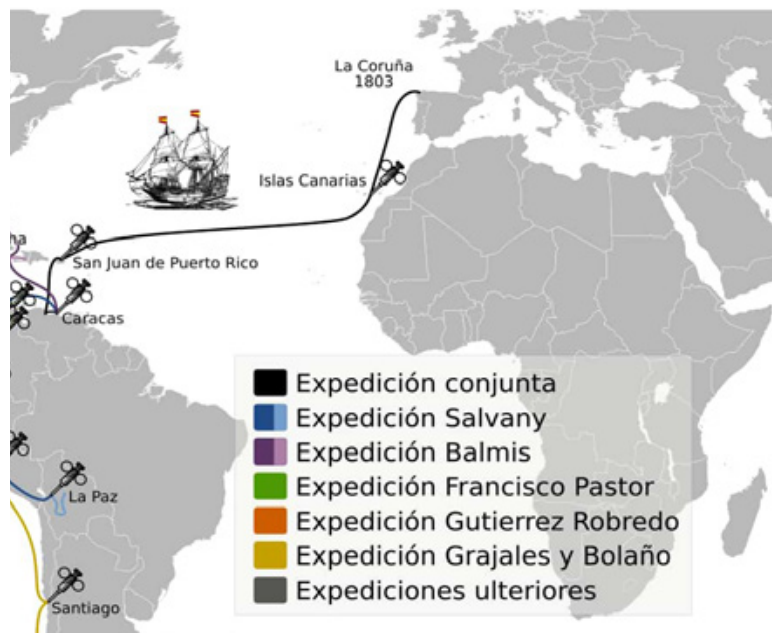 La Coruña
1803
Islas Canarias
na
San Juan de Puerto Rico
Caracas
Expedición conjunta
Expedición Salvany
Expedición Balmis
Expedición Francisco Pastor
Expedición Gutierrez Robredo
Expedición Grajales y Bolaño
Expediciones ulteriores
La Paz
Santiago